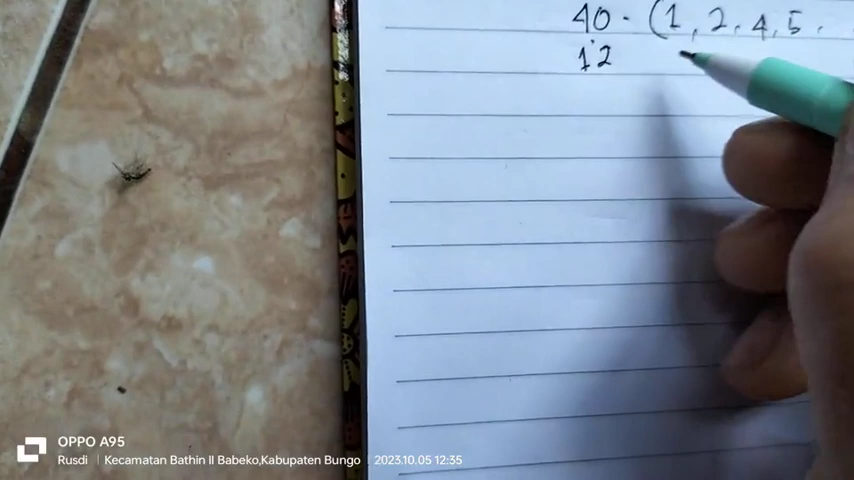 40 - (1, 2, 4, 5,
12
OPPO A95
Rusdi | Kecamatan Bathin II Babeko,Kabupaten Bungo | 2023.10.05 12:35